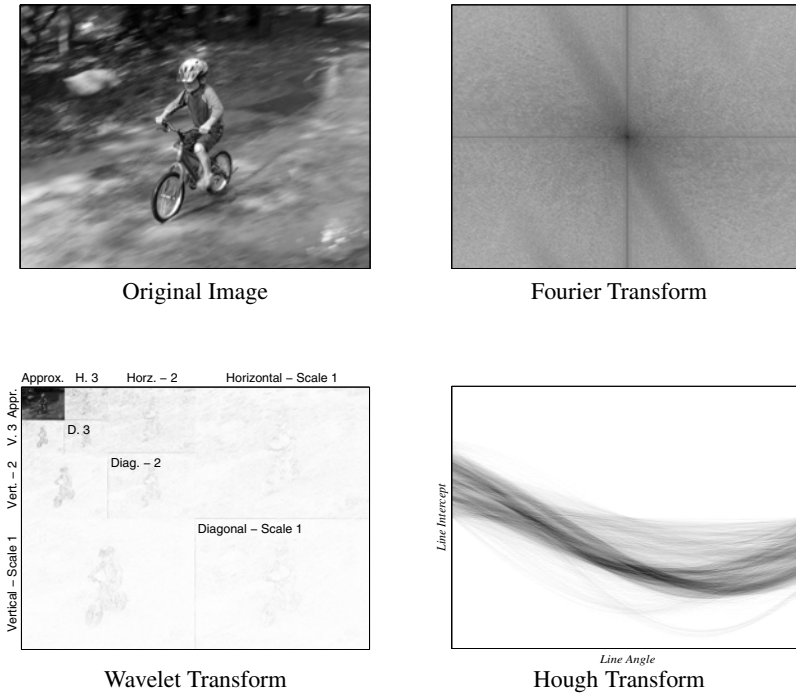 Original Image
Fourier Transform
Approx. H. 3 Horz. – 2 Horizontal – Scale 1
V. 3 Appr.
Vert. – 2
Vertical – Scale 1
D. 3
Diag. – 2
Diagonal – Scale 1
Wavelet Transform
Line Intercept
Line Angle
Hough Transform